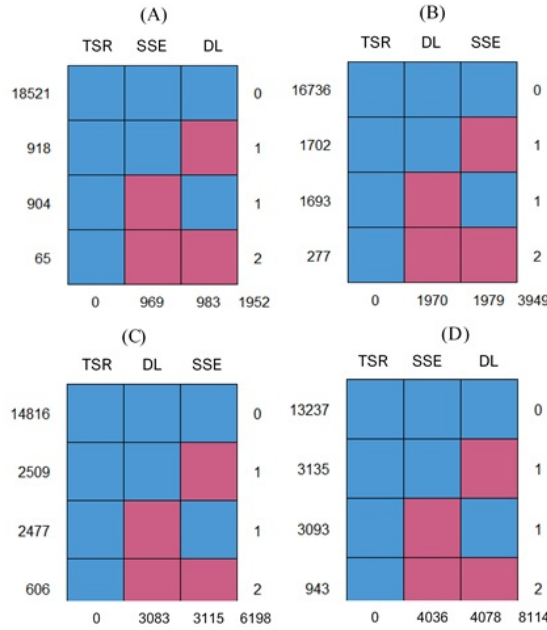 (A)
TSR SSE DL
18521 0
918 1
904 1
65 2
0 969 983 1952
(B)
TSR DL SSE
16736 0
1702 1
1693 1
277 2
0 1970 1979 3949
(C)
TSR DL SSE
14816 0
2509 1
2477 1
606 2
0 3083 3115 6198
(D)
TSR SSE DL
13237 0
3135 1
3093 1
943 2
0 4036 4078 8114